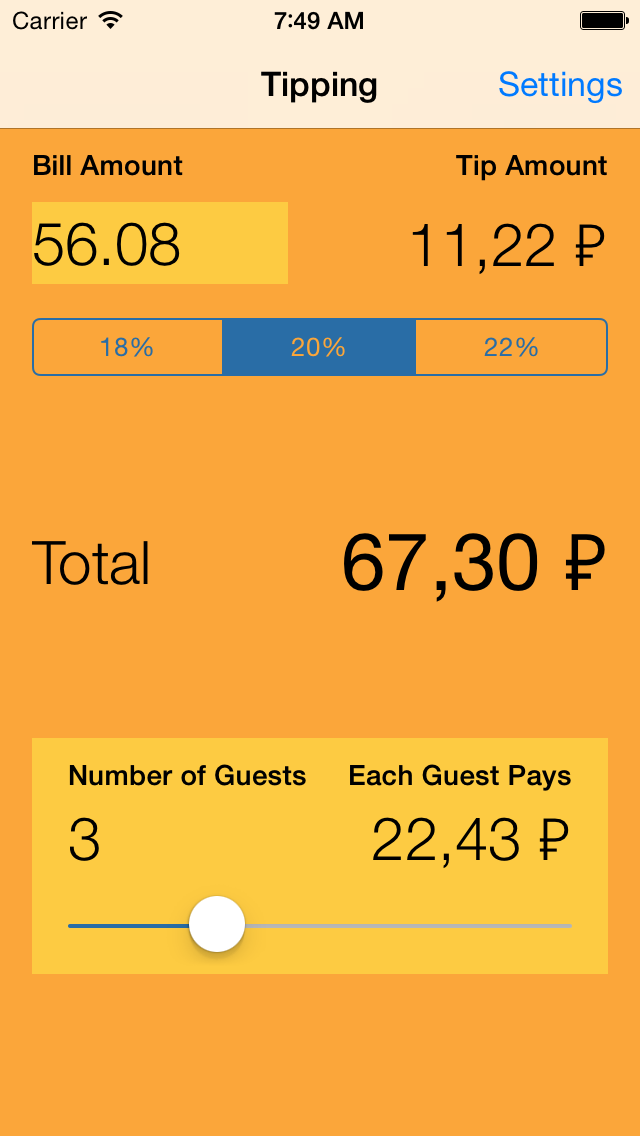 Carrier 7:49 AM
Tipping Settings
Bill Amount Tip Amount
56.08 11,22 ₽
18% 20% 22%
Total 67,30 ₽
Number of Guests Each Guest Pays
3 22,43 ₽